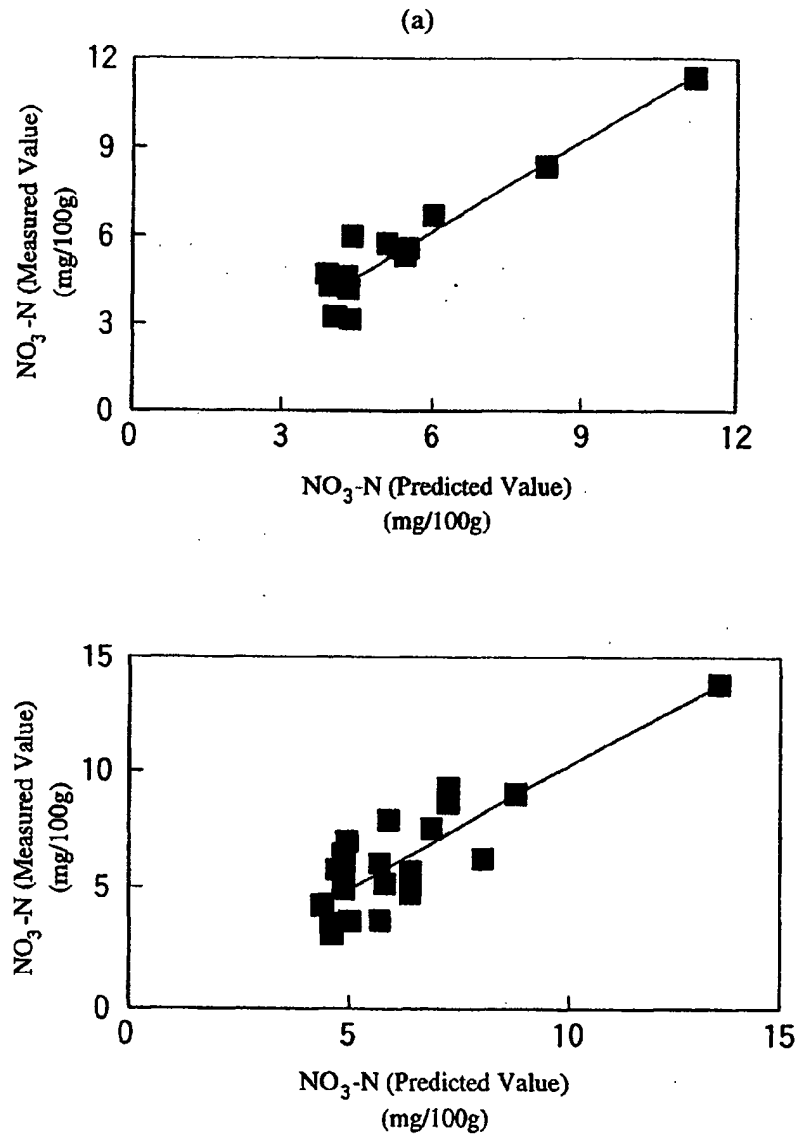 (a)
12
9
6
3
0
NO₃-N (Measured Value)
(mg/100g)
0 3 6 9 12
NO₃-N (Predicted Value)
(mg/100g)
15
10
5
0
NO₃-N (Measured Value)
(mg/100g)
0 5 10 15
NO₃-N (Predicted Value)
(mg/100g)